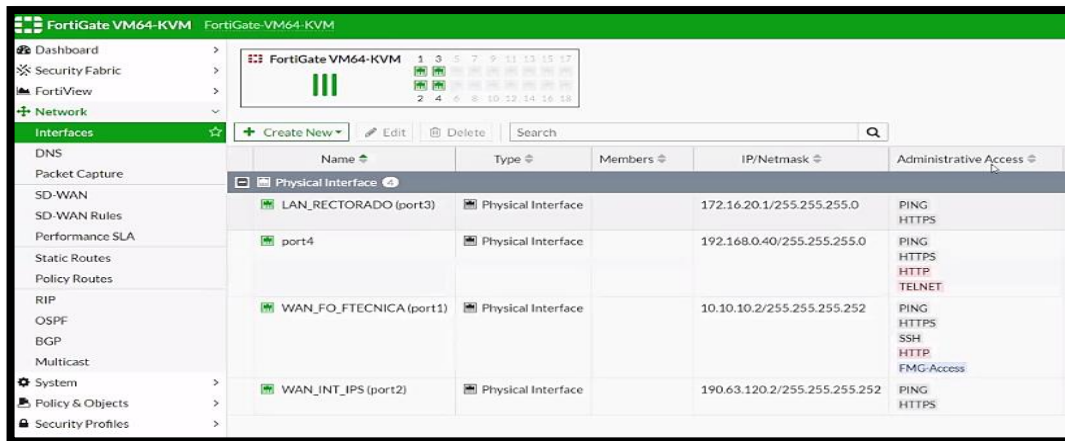 FortiGate VM64-KVM FortiGate-VM64-KVM
Dashboard
Security Fabric
FortiView
Network
Interfaces
DNS
Packet Capture
SD-WAN
SD-WAN Rules
Performance SLA
Static Routes
Policy Routes
RIP
OSPF
BGP
Multicast
System
Policy & Objects
Security Profiles
FortiGate VM64-KVM
1 3 5 7 9 11 13 15 17
2 4 6 8 10 12 14 16 18
+ Create New Edit Delete Search
Name Type Members IP/Netmask Administrative Access
Physical Interface 4
LAN_RECTORADO (port3) Physical Interface 172.16.20.1/255.255.255.0 PING
HTTPS
port4 Physical Interface 192.168.0.40/255.255.255.0 PING
HTTPS
HTTP
TELNET
WAN_FO_FTECNICA (port1) Physical Interface 10.10.10.2/255.255.255.252 PING
HTTPS
SSH
HTTP
FMG-Access
WAN_INT_IPS (port2) Physical Interface 190.63.120.2/255.255.255.252 PING
HTTPS